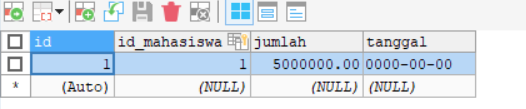 id id_mahasiswa jumlah tanggal
1 1 5000000.00 0000-00-00
* (Auto) (NULL) (NULL) (NULL)